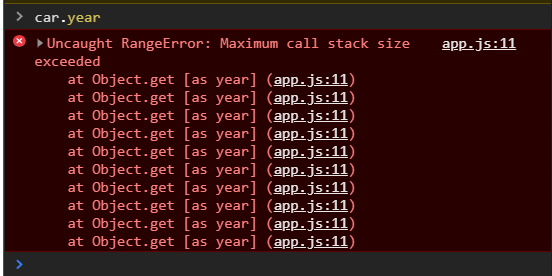 > car.year
Uncaught RangeError: Maximum call stack size app.js:11
exceeded
at Object.get [as year] (app.js:11)
at Object.get [as year] (app.js:11)
at Object.get [as year] (app.js:11)
at Object.get [as year] (app.js:11)
at Object.get [as year] (app.js:11)
at Object.get [as year] (app.js:11)
at Object.get [as year] (app.js:11)
at Object.get [as year] (app.js:11)
at Object.get [as year] (app.js:11)
at Object.get [as year] (app.js:11)
>